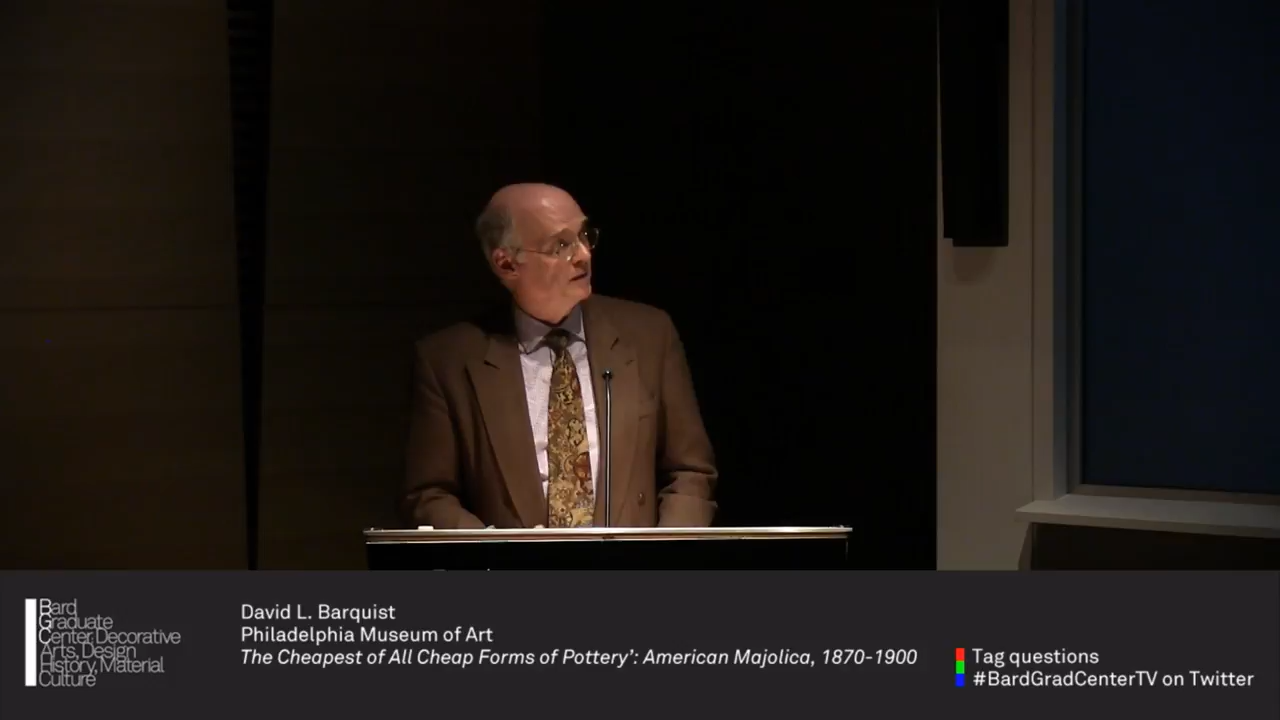 Bard
Graduate
Center Decorative
Arts, Design
History, Material
Culture
David L. Barquist
Philadelphia Museum of Art
The Cheapest of All Cheap Forms of Pottery': American Majolica, 1870-1900
Tag questions
#BardGradCenterTV on Twitter